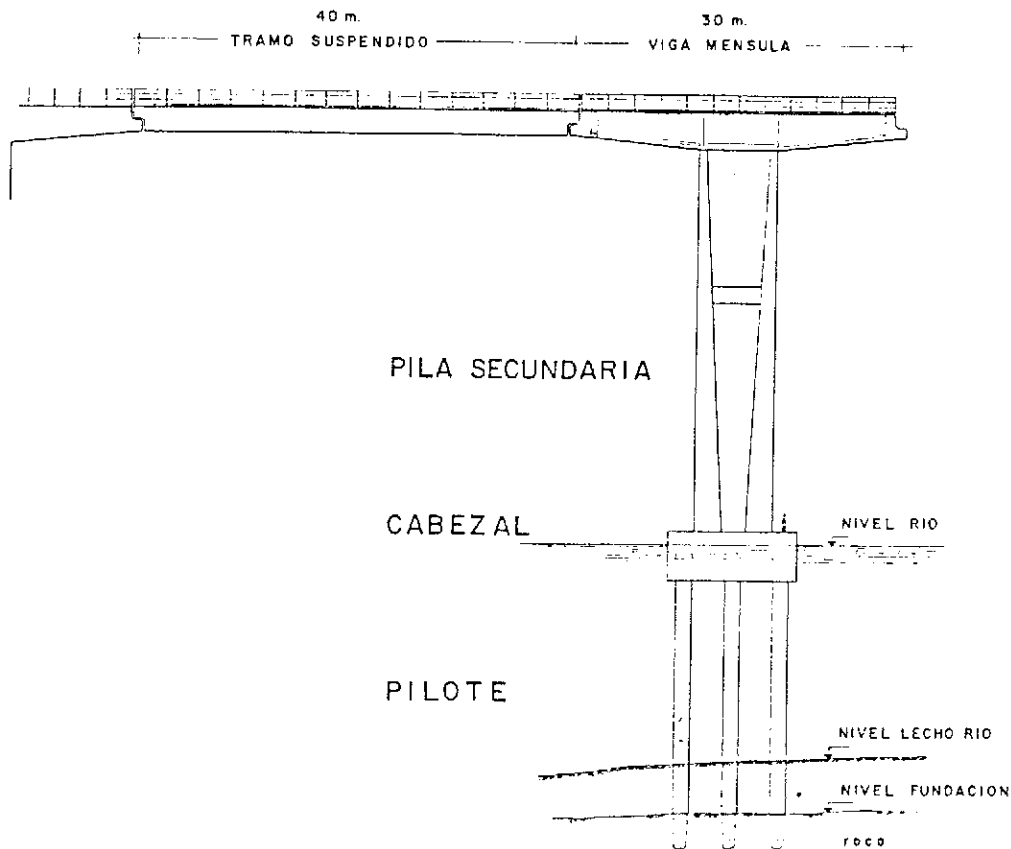 40 m.
TRAMO SUSPENDIDO
30 m.
VIGA MENSULA
PILA SECUNDARIA
CABEZAL
NIVEL RIO
PILOTE
NIVEL LECHO RIO
NIVEL FUNDACION
roca